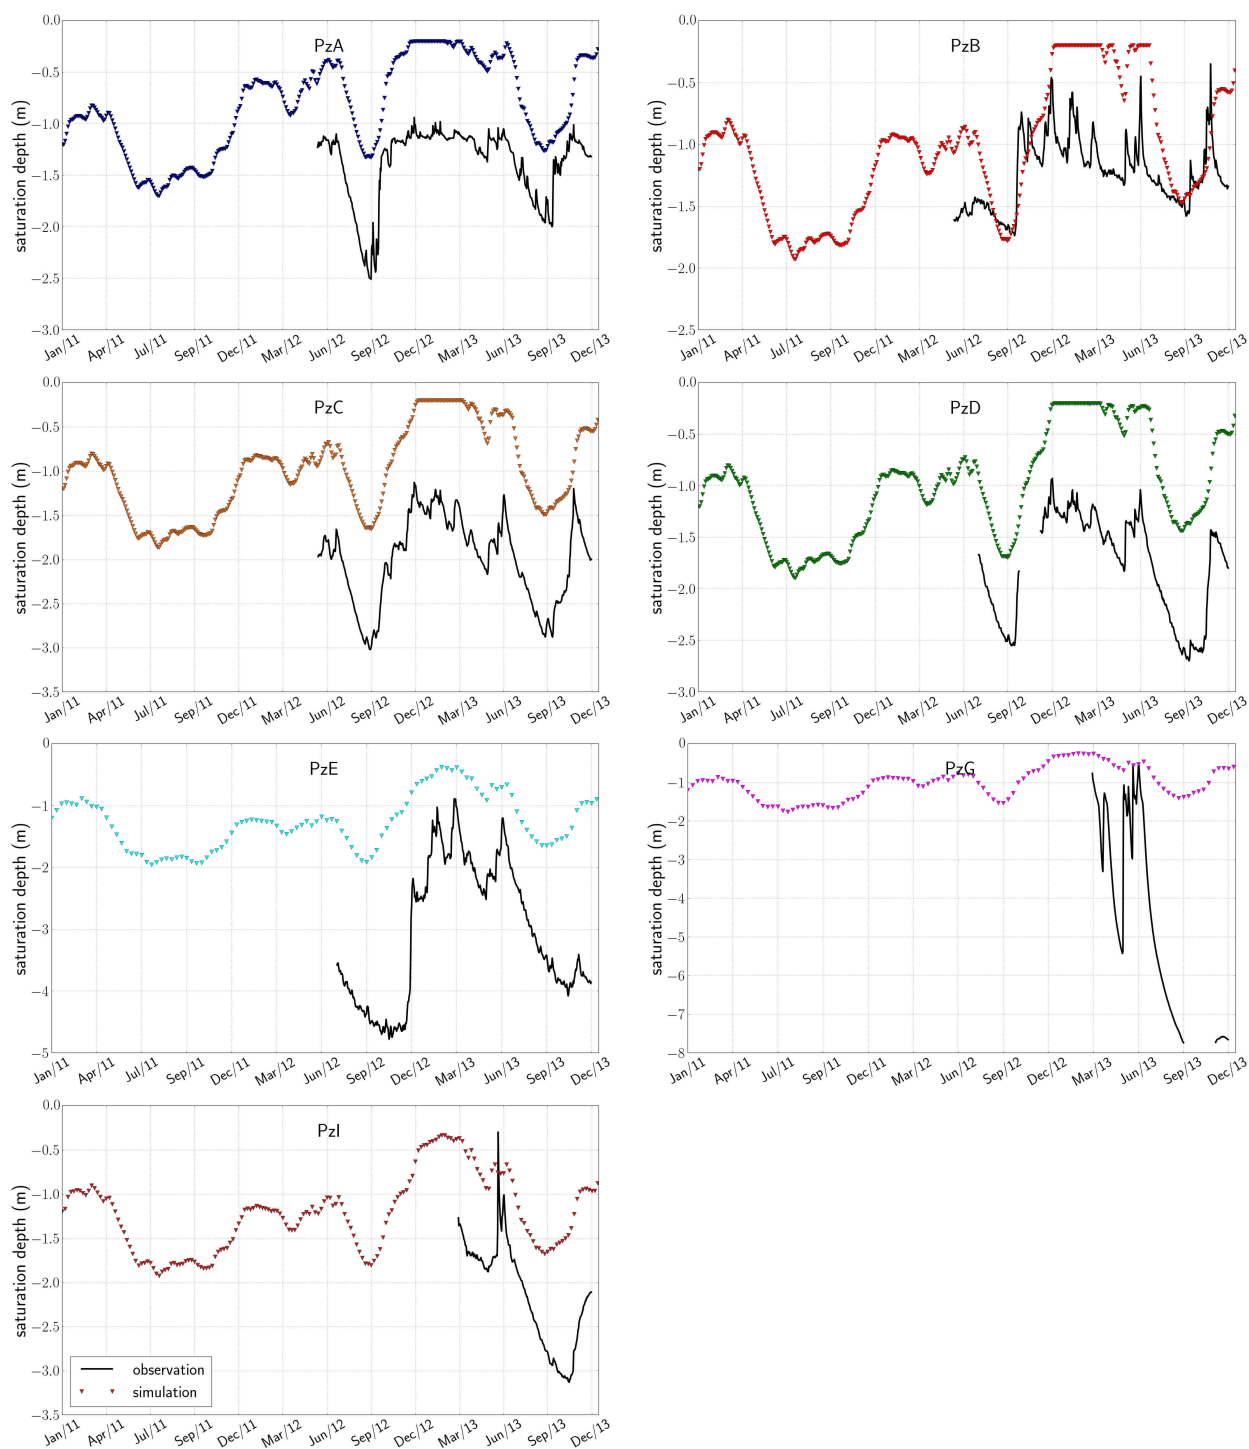 PzA
saturation depth (m)
0.0
−0.5
−1.0
−1.5
−2.0
−2.5
−3.0
Jan/11 Apr/11 Jul/11 Sep/11 Dec/11 Mar/12 Jun/12 Sep/12 Dec/12 Mar/13 Jun/13 Sep/13 Dec/13
PzB
saturation depth (m)
0.0
−0.5
−1.0
−1.5
−2.0
−2.5
Jan/11 Apr/11 Jul/11 Sep/11 Dec/11 Mar/12 Jun/12 Sep/12 Dec/12 Mar/13 Jun/13 Sep/13 Dec/13
PzC
saturation depth (m)
0.0
−0.5
−1.0
−1.5
−2.0
−2.5
−3.0
−3.5
Jan/11 Apr/11 Jul/11 Sep/11 Dec/11 Mar/12 Jun/12 Sep/12 Dec/12 Mar/13 Jun/13 Sep/13 Dec/13
PzD
saturation depth (m)
0.0
−0.5
−1.0
−1.5
−2.0
−2.5
−3.0
Jan/11 Apr/11 Jul/11 Sep/11 Dec/11 Mar/12 Jun/12 Sep/12 Dec/12 Mar/13 Jun/13 Sep/13 Dec/13
PzE
saturation depth (m)
0
−1
−2
−3
−4
−5
Jan/11 Apr/11 Jul/11 Sep/11 Dec/11 Mar/12 Jun/12 Sep/12 Dec/12 Mar/13 Jun/13 Sep/13 Dec/13
PzG
saturation depth (m)
0
−1
−2
−3
−4
−5
−6
−7
−8
Jan/11 Apr/11 Jul/11 Sep/11 Dec/11 Mar/12 Jun/12 Sep/12 Dec/12 Mar/13 Jun/13 Sep/13 Dec/13
PzI
saturation depth (m)
0.0
−0.5
−1.0
−1.5
−2.0
−2.5
−3.0
−3.5
observation
simulation
Jan/11 Apr/11 Jul/11 Sep/11 Dec/11 Mar/12 Jun/12 Sep/12 Dec/12 Mar/13 Jun/13 Sep/13 Dec/13